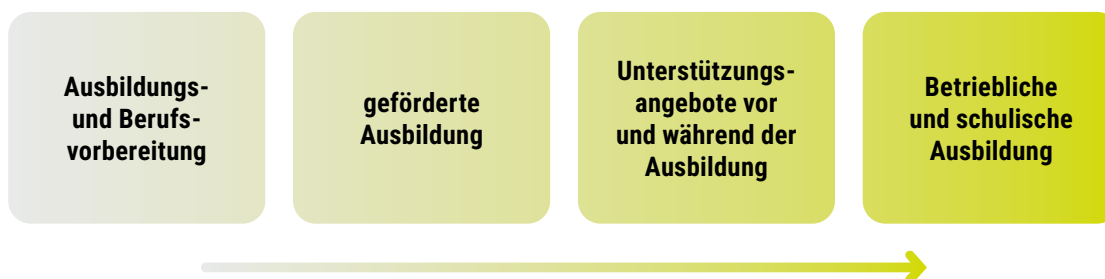 Ausbildungs-
und Berufs-
vorbereitung
geförderte
Ausbildung
Unterstützungs-
angebote vor
und während der
Ausbildung
Betriebliche
und schulische
Ausbildung